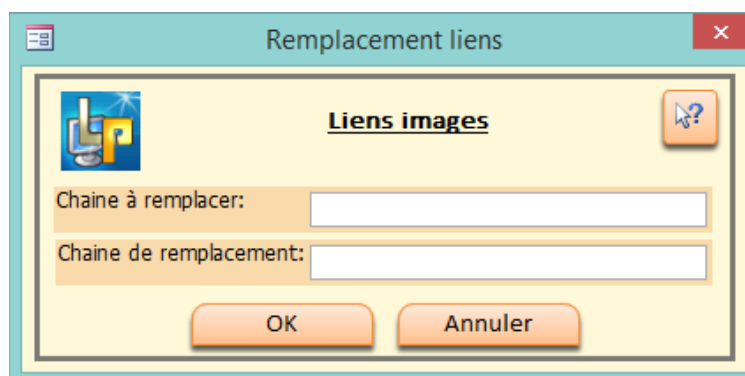 Remplacement liens
Liens images
Chaine à remplacer:
Chaine de remplacement:
OK Annuler